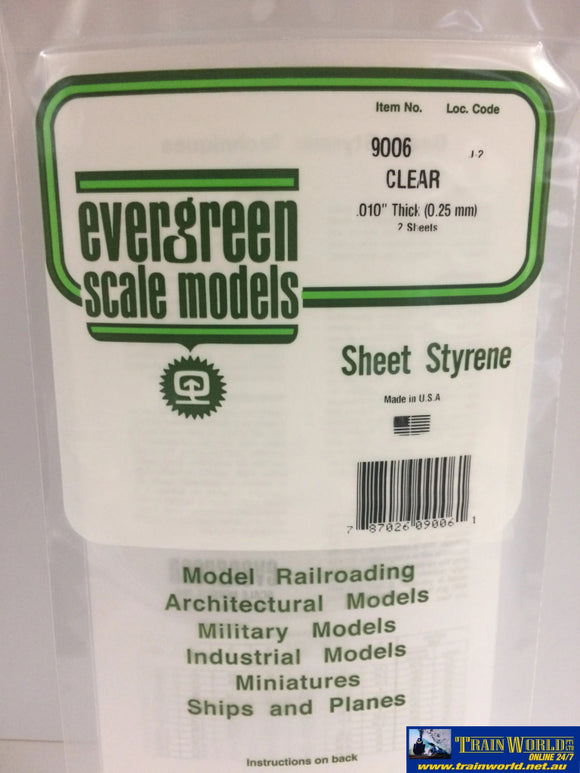 Item No. Loc. Code
9006 J-2
CLEAR
.010" Thick (0.25 mm)
2 Sheets
evergreen
scale models
Sheet Styrene
Made in U.S.A
7 87026 09006 1
Model Railroading
Architectural Models
Military Models
Industrial Models
Miniatures
Ships and Planes
Instructions on back
TRAINWORLD
ONLINE 24/7
www.trainworld.net.au